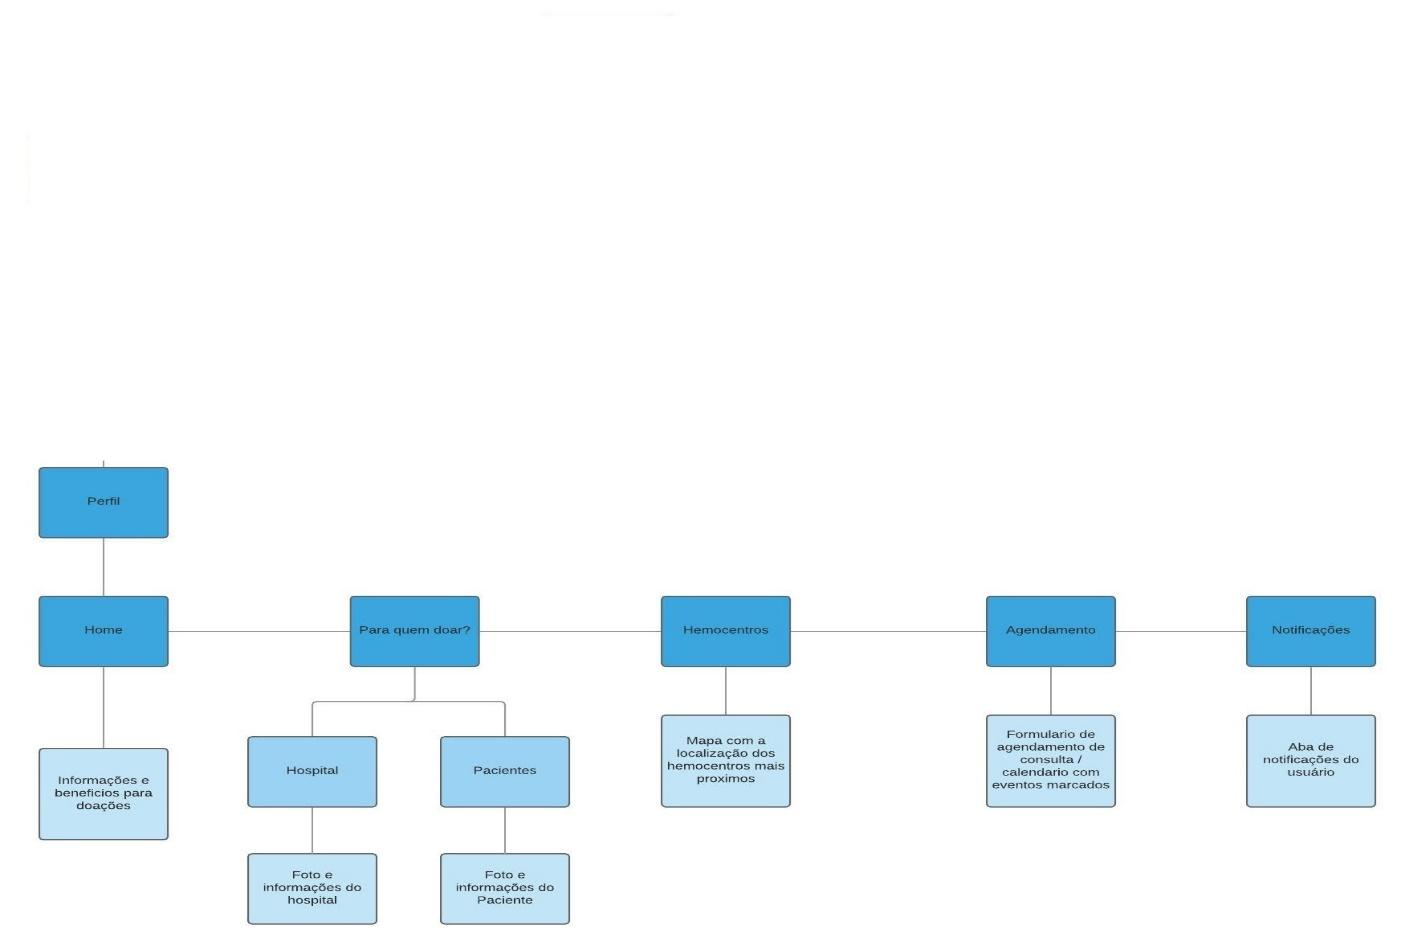 Perfil
Home
Para quem doar?
Hemocentros
Agendamento
Notificações
Informações e
beneficios para
doações
Hospital
Pacientes
Mapa com a
localização dos
hemocentros mais
proximos
Formulario de
agendamento de
consulta /
calendario com
eventos marcados
Aba de
notificações do
usuário
Foto e
informações do
hospital
Foto e
informações do
Paciente